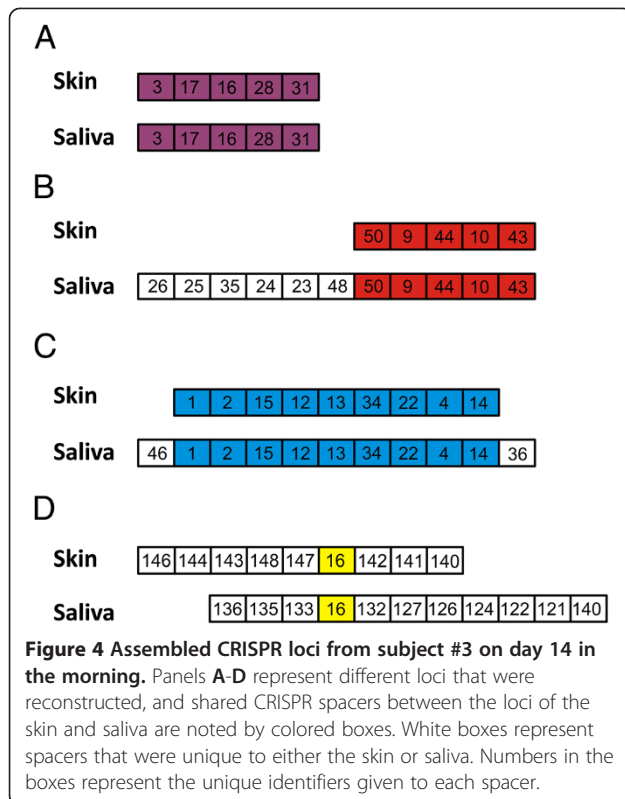 A
Skin 3 17 16 28 31
Saliva 3 17 16 28 31
B
Skin 50 9 44 10 43
Saliva 26 25 35 24 23 48 50 9 44 10 43
C
Skin 1 2 15 12 13 34 22 4 14
Saliva 46 1 2 15 12 13 34 22 4 14 36
D
Skin 146 144 143 148 147 16 142 141 140
Saliva 136 135 133 16 132 127 126 124 122 121 140
Figure 4 Assembled CRISPR loci from subject #3 on day 14 in
the morning. Panels A-D represent different loci that were
reconstructed, and shared CRISPR spacers between the loci of the
skin and saliva are noted by colored boxes. White boxes represent
spacers that were unique to either the skin or saliva. Numbers in the
boxes represent the unique identifiers given to each spacer.